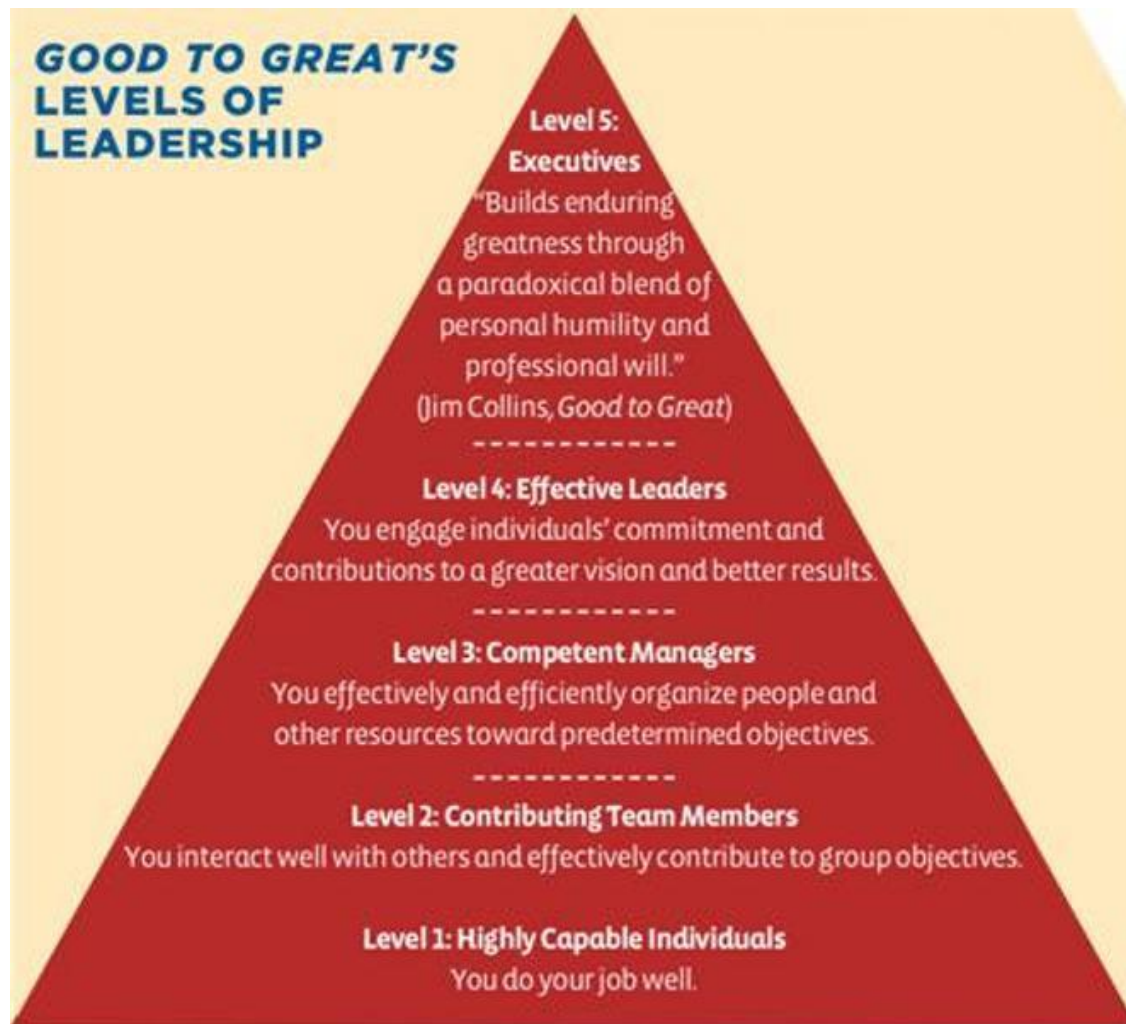 GOOD TO GREAT'S
LEVELS OF
LEADERSHIP
Level 5:
Executives
"Builds enduring
greatness through
a paradoxical blend of
personal humility and
professional will."
(Jim Collins, Good to Great)
------------
Level 4: Effective Leaders
You engage individuals' commitment and
contributions to a greater vision and better results.
------------
Level 3: Competent Managers
You effectively and efficiently organize people and
other resources toward predetermined objectives.
------------
Level 2: Contributing Team Members
You interact well with others and effectively contribute to group objectives.
Level 1: Highly Capable Individuals
You do your job well.